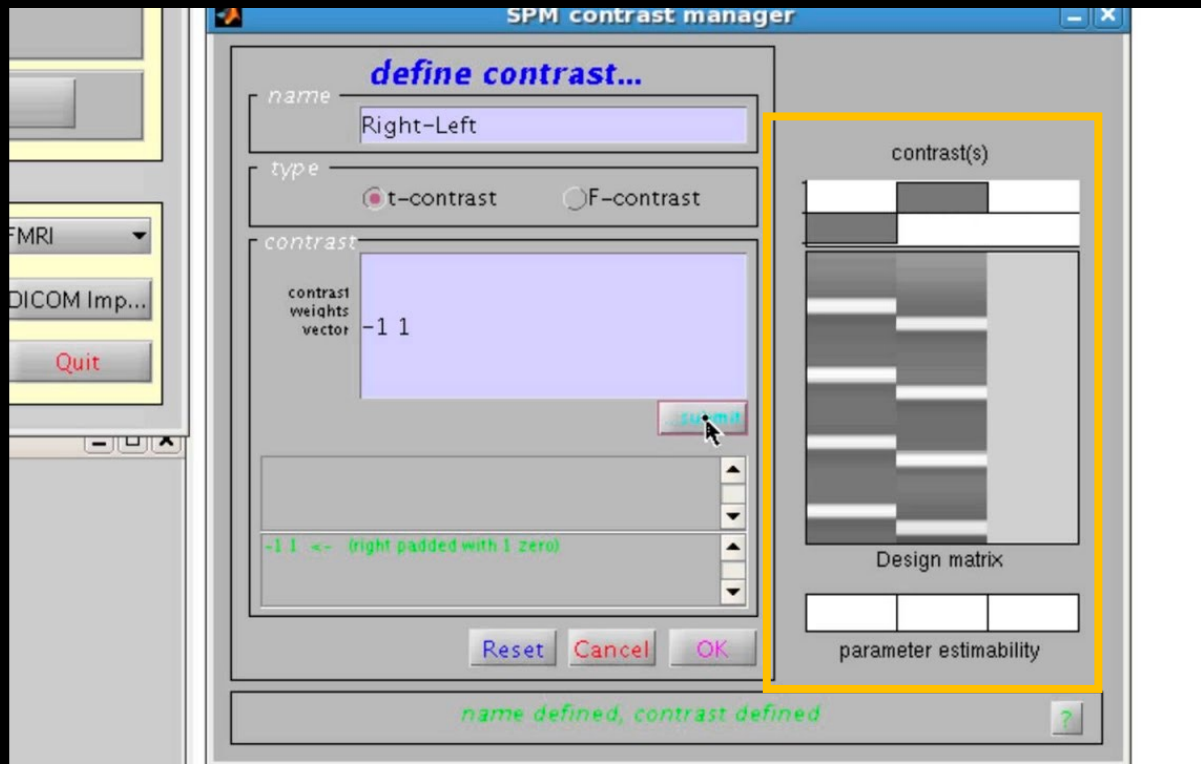 SPM contrast manager
define contrast...
name
Right-Left
type
t-contrast
F-contrast
contrast
contrast
weights
vector
-1 1
submit
-1 1 <- (right padded with 1 zero)
Reset
Cancel
OK
name defined, contrast defined
?
contrast(s)
Design matrix
parameter estimability
FMRI
DICOM Imp...
Quit